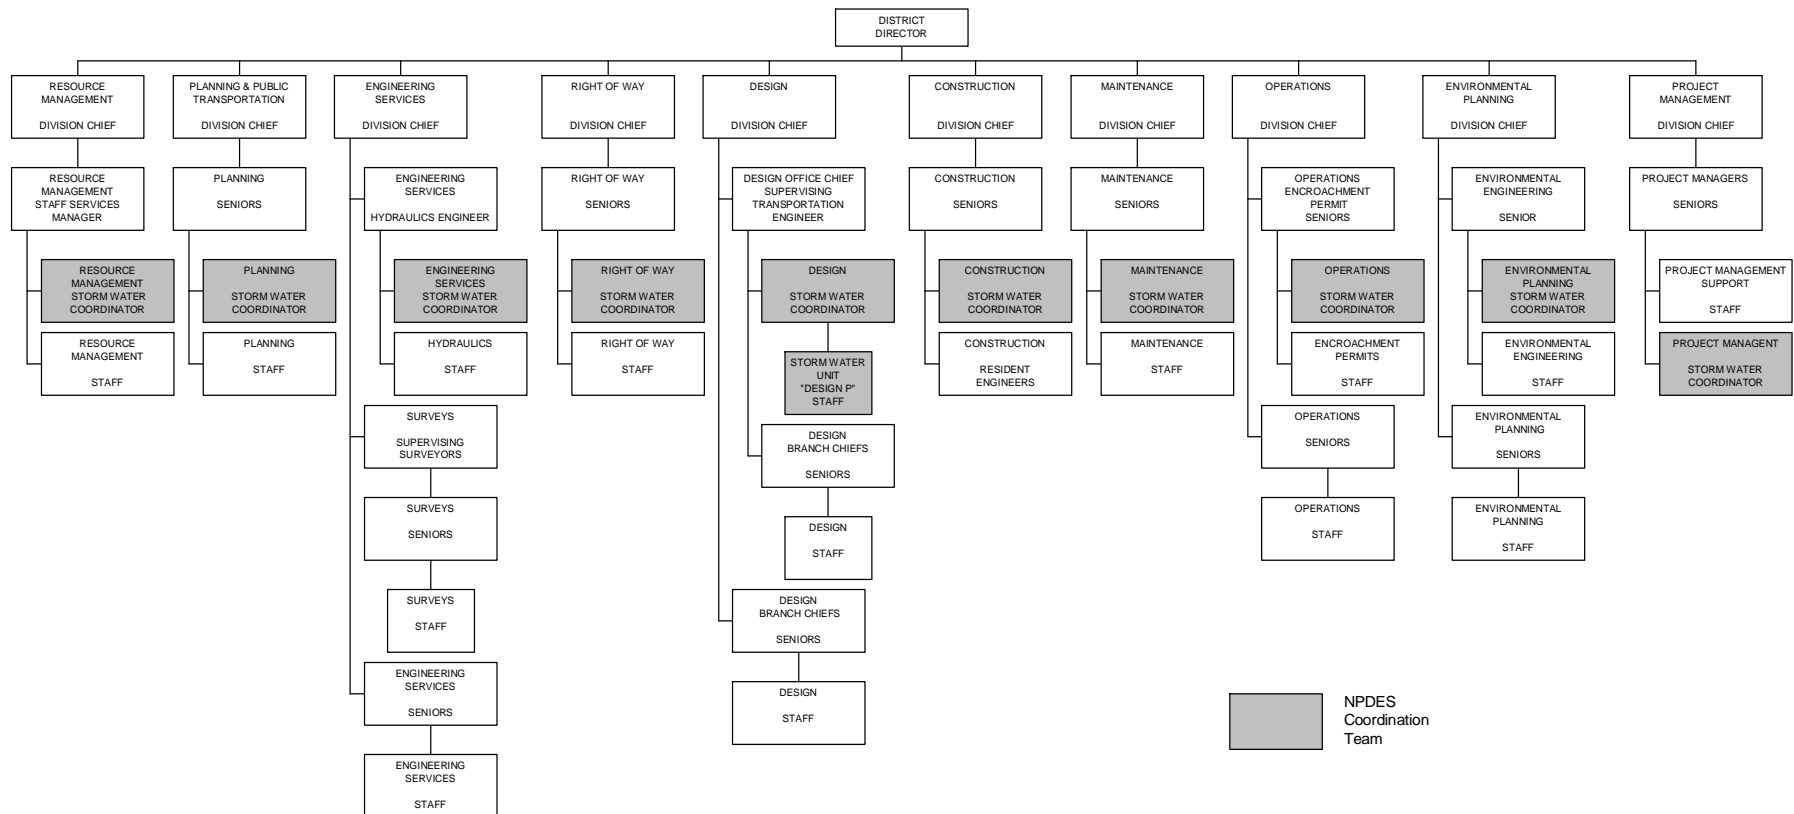 DISTRICT
DIRECTOR
RESOURCE
MANAGEMENT
DIVISION CHIEF
PLANNING & PUBLIC
TRANSPORTATION
DIVISION CHIEF
ENGINEERING
SERVICES
DIVISION CHIEF
RIGHT OF WAY
DIVISION CHIEF
DESIGN
DIVISION CHIEF
CONSTRUCTION
DIVISION CHIEF
MAINTENANCE
DIVISION CHIEF
OPERATIONS
DIVISION CHIEF
ENVIRONMENTAL
PLANNING
DIVISION CHIEF
PROJECT
MANAGEMENT
DIVISION CHIEF
RESOURCE
MANAGEMENT
STAFF SERVICES
MANAGER
PLANNING
SENIORS
ENGINEERING
SERVICES
HYDRAULICS ENGINEER
RIGHT OF WAY
SENIORS
DESIGN OFFICE CHIEF
SUPERVISING
TRANSPORTATION
ENGINEER
CONSTRUCTION
SENIORS
MAINTENANCE
SENIORS
OPERATIONS
ENCROACHMENT
PERMIT
SENIORS
ENVIRONMENTAL
ENGINEERING
SENIOR
PROJECT MANAGERS
SENIORS
RESOURCE
MANAGEMENT
STORM WATER
COORDINATOR
PLANNING
STORM WATER
COORDINATOR
ENGINEERING
SERVICES
STORM WATER
COORDINATOR
RIGHT OF WAY
STORM WATER
COORDINATOR
DESIGN
STORM WATER
COORDINATOR
CONSTRUCTION
STORM WATER
COORDINATOR
MAINTENANCE
STORM WATER
COORDINATOR
OPERATIONS
STORM WATER
COORDINATOR
ENVIRONMENTAL
PLANNING
STORM WATER
COORDINATOR
PROJECT MANAGEMENT
SUPPORT
STAFF
RESOURCE
MANAGEMENT
STAFF
PLANNING
STAFF
HYDRAULICS
STAFF
RIGHT OF WAY
STAFF
STORM WATER
UNIT
"DESIGN P"
STAFF
CONSTRUCTION
RESIDENT
ENGINEERS
MAINTENANCE
STAFF
ENCROACHMENT
PERMITS
STAFF
ENVIRONMENTAL
ENGINEERING
STAFF
PROJECT MANAGENT
STORM WATER
COORDINATOR
SURVEYS
SUPERVISING
SURVEYORS
DESIGN
BRANCH CHIEFS
SENIORS
OPERATIONS
SENIORS
ENVIRONMENTAL
PLANNING
SENIORS
SURVEYS
SENIORS
DESIGN
STAFF
OPERATIONS
STAFF
ENVIRONMENTAL
PLANNING
STAFF
SURVEYS
STAFF
DESIGN
BRANCH CHIEFS
SENIORS
ENGINEERING
SERVICES
SENIORS
DESIGN
STAFF
NPDES
Coordination
Team
ENGINEERING
SERVICES
STAFF